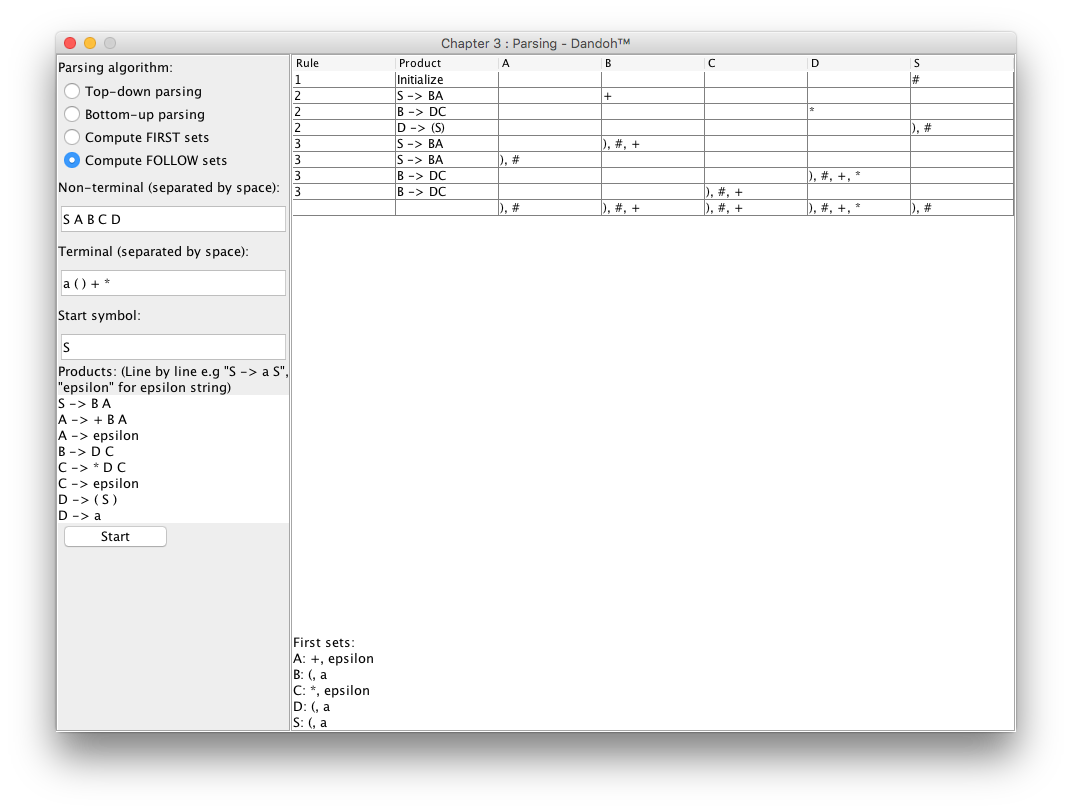 Chapter 3 : Parsing - Dandoh™
Parsing algorithm:
Top-down parsing
Bottom-up parsing
Compute FIRST sets
Compute FOLLOW sets
Non-terminal (separated by space):
S A B C D
Terminal (separated by space):
a ( ) + *
Start symbol:
S
Products: (Line by line e.g "S -> a S",
"epsilon" for epsilon string)
S -> B A
A -> + B A
A -> epsilon
B -> D C
C -> * D C
C -> epsilon
D -> ( S )
D -> a
Start
Rule Product A B C D S
1 Initialize #
2 S -> BA +
2 B -> DC *
2 D -> (S) ), #
3 S -> BA ), #, +
3 S -> BA ), #
3 B -> DC ), #, +, *
3 B -> DC ), #, +
), # ), #, + ), #, + ), #, +, * ), #
First sets:
A: +, epsilon
B: (, a
C: *, epsilon
D: (, a
S: (, a